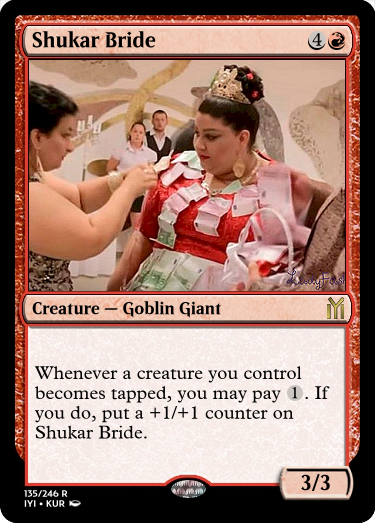 Shukar Bride 4
Creature — Goblin Giant
Whenever a creature you control
becomes tapped, you may pay 1. If
you do, put a +1/+1 counter on
Shukar Bride.
3/3
135/246 R
IYI • KUR